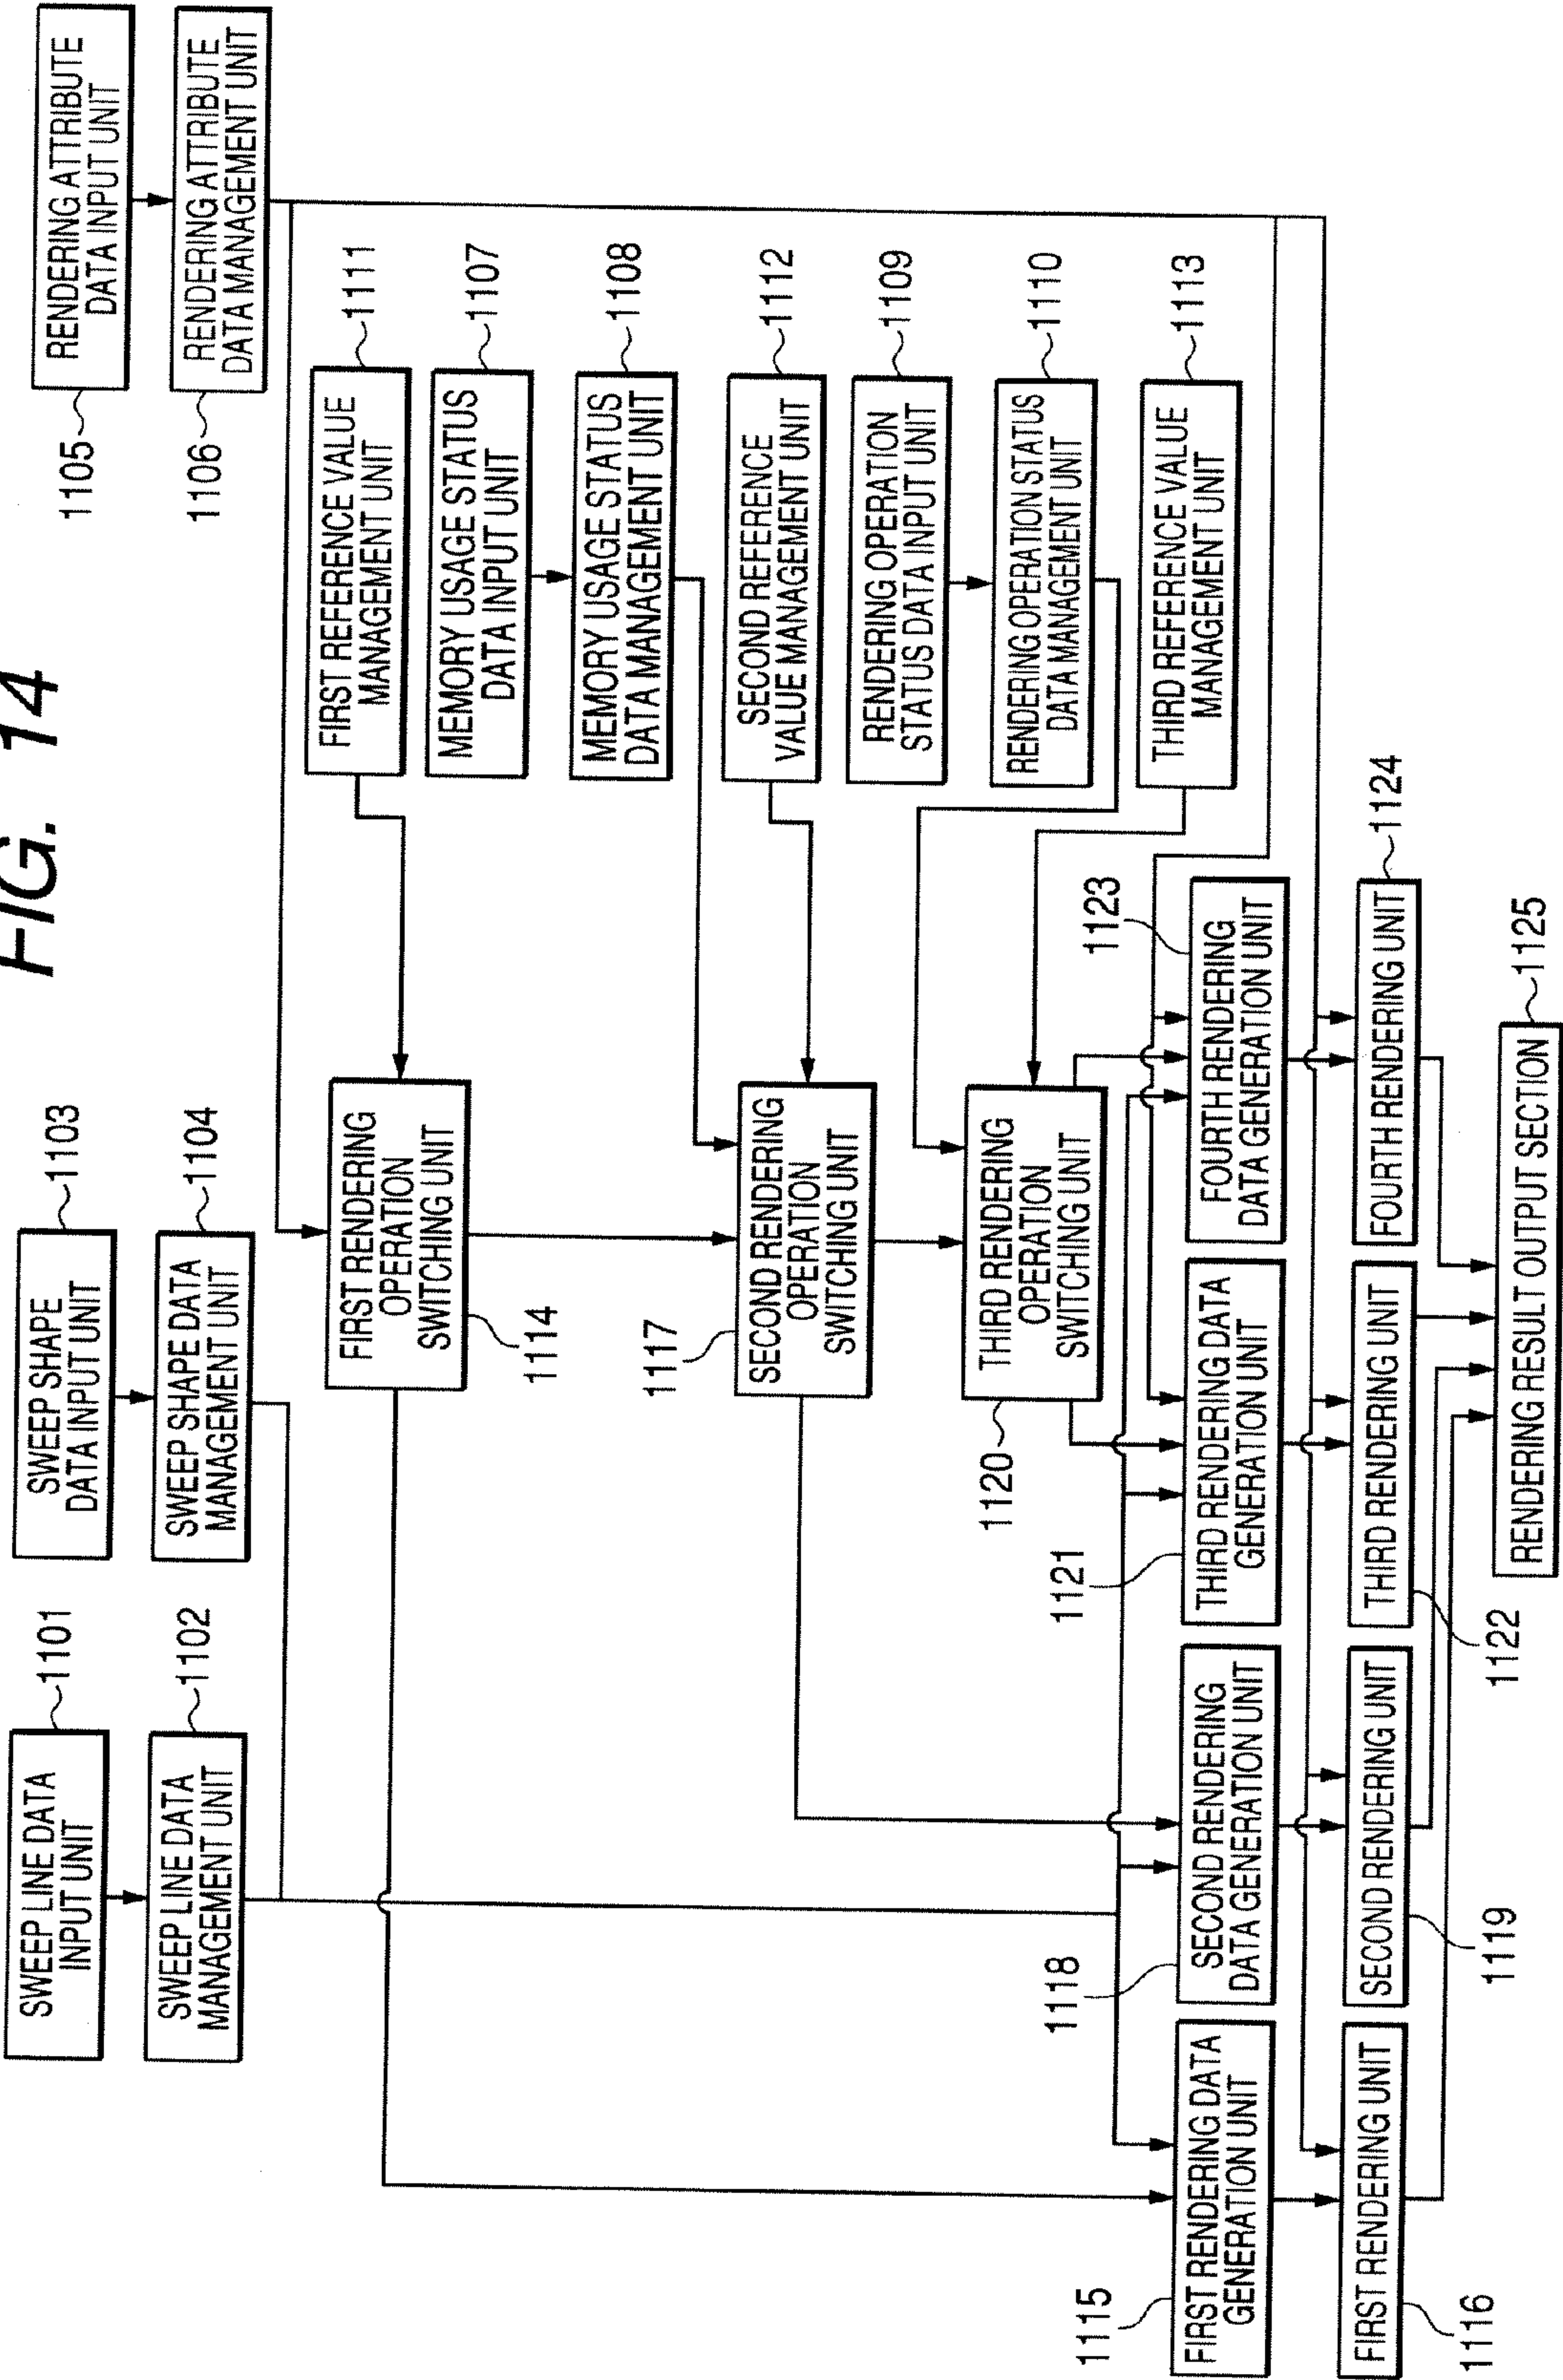 FIG. 14
SWEEP LINE DATA
INPUT UNIT
1101
SWEEP LINE DATA
MANAGEMENT UNIT
1102
SWEEP SHAPE
DATA INPUT UNIT
1103
SWEEP SHAPE DATA
MANAGEMENT UNIT
1104
1105
RENDERING ATTRIBUTE
DATA INPUT UNIT
1106
RENDERING ATTRIBUTE
DATA MANAGEMENT UNIT
FIRST REFERENCE VALUE
MANAGEMENT UNIT
1111
MEMORY USAGE STATUS
DATA INPUT UNIT
1107
MEMORY USAGE STATUS
DATA MANAGEMENT UNIT
1108
SECOND REFERENCE
VALUE MANAGEMENT UNIT
1112
RENDERING OPERATION
STATUS DATA INPUT UNIT
1109
RENDERING OPERATION STATUS
DATA MANAGEMENT UNIT
1110
THIRD REFERENCE VALUE
MANAGEMENT UNIT
1113
FIRST RENDERING
OPERATION
SWITCHING UNIT
1114
1117
SECOND RENDERING
OPERATION
SWITCHING UNIT
THIRD RENDERING
OPERATION
SWITCHING UNIT
1120
1115
FIRST RENDERING DATA
GENERATION UNIT
1118
SECOND RENDERING
DATA GENERATION UNIT
1121
THIRD RENDERING DATA
GENERATION UNIT
1123
FOURTH RENDERING
DATA GENERATION UNIT
FIRST RENDERING UNIT
1116
SECOND RENDERING UNIT
1119
THIRD RENDERING UNIT
1122
FOURTH RENDERING UNIT
1124
RENDERING RESULT OUTPUT SECTION
1125